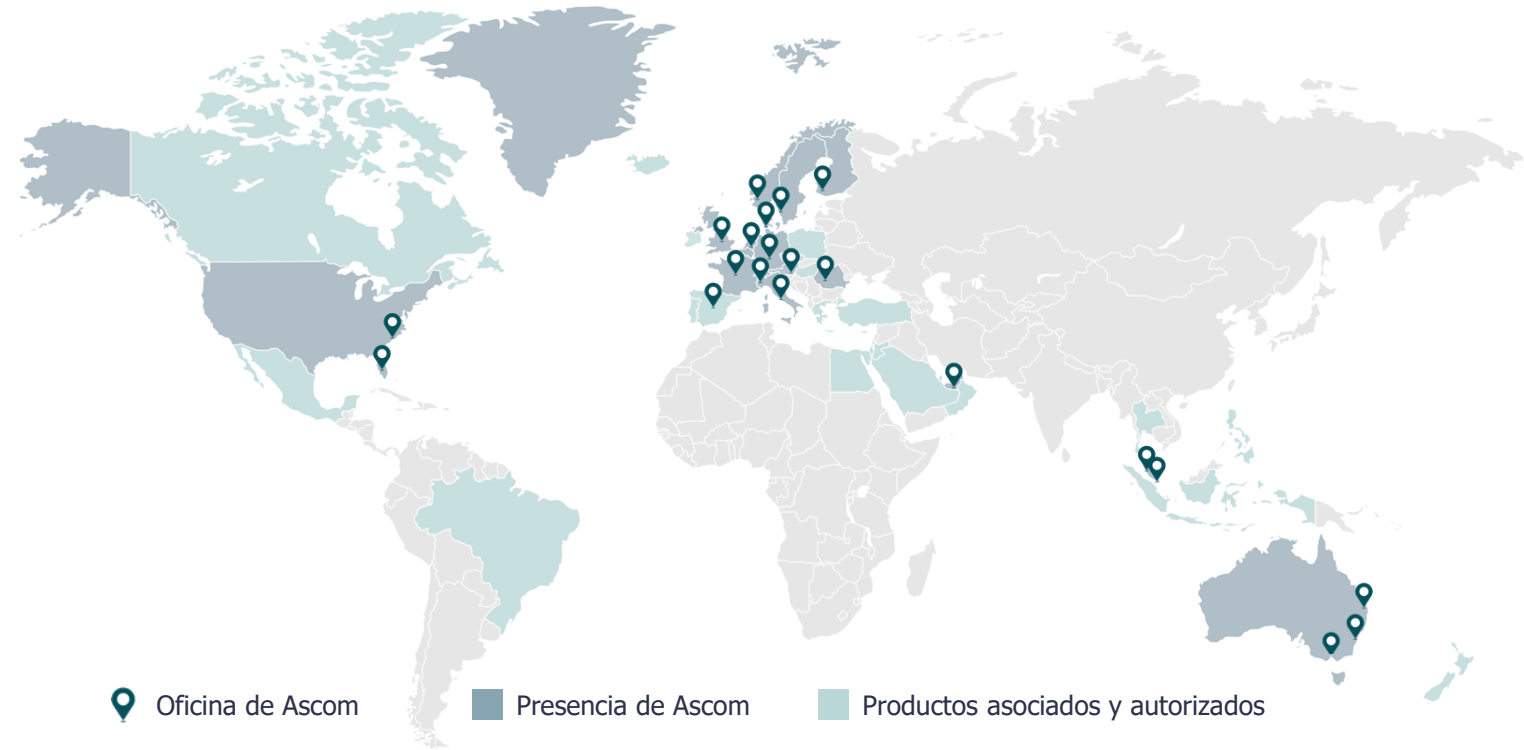 Oficina de Ascom
Presencia de Ascom
Productos asociados y autorizados